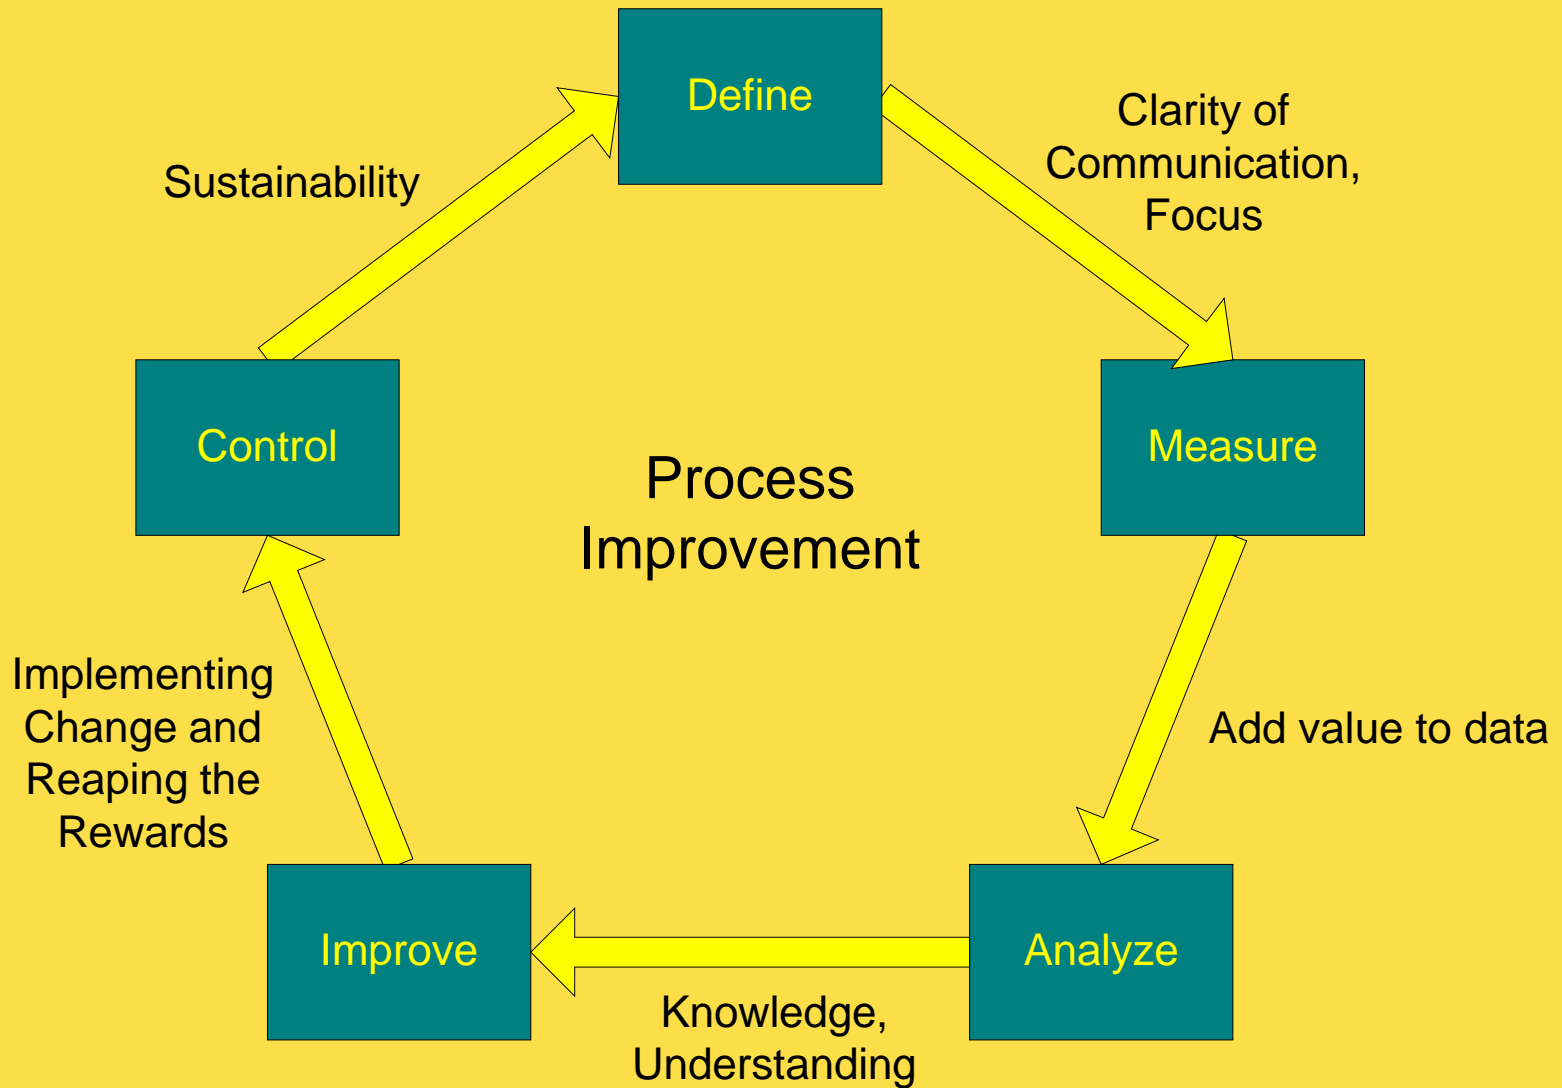 Define
Clarity of
Communication,
Focus
Sustainability
Control
Measure
Process
Improvement
Implementing
Change and
Reaping the
Rewards
Add value to data
Improve
Analyze
Knowledge,
Understanding